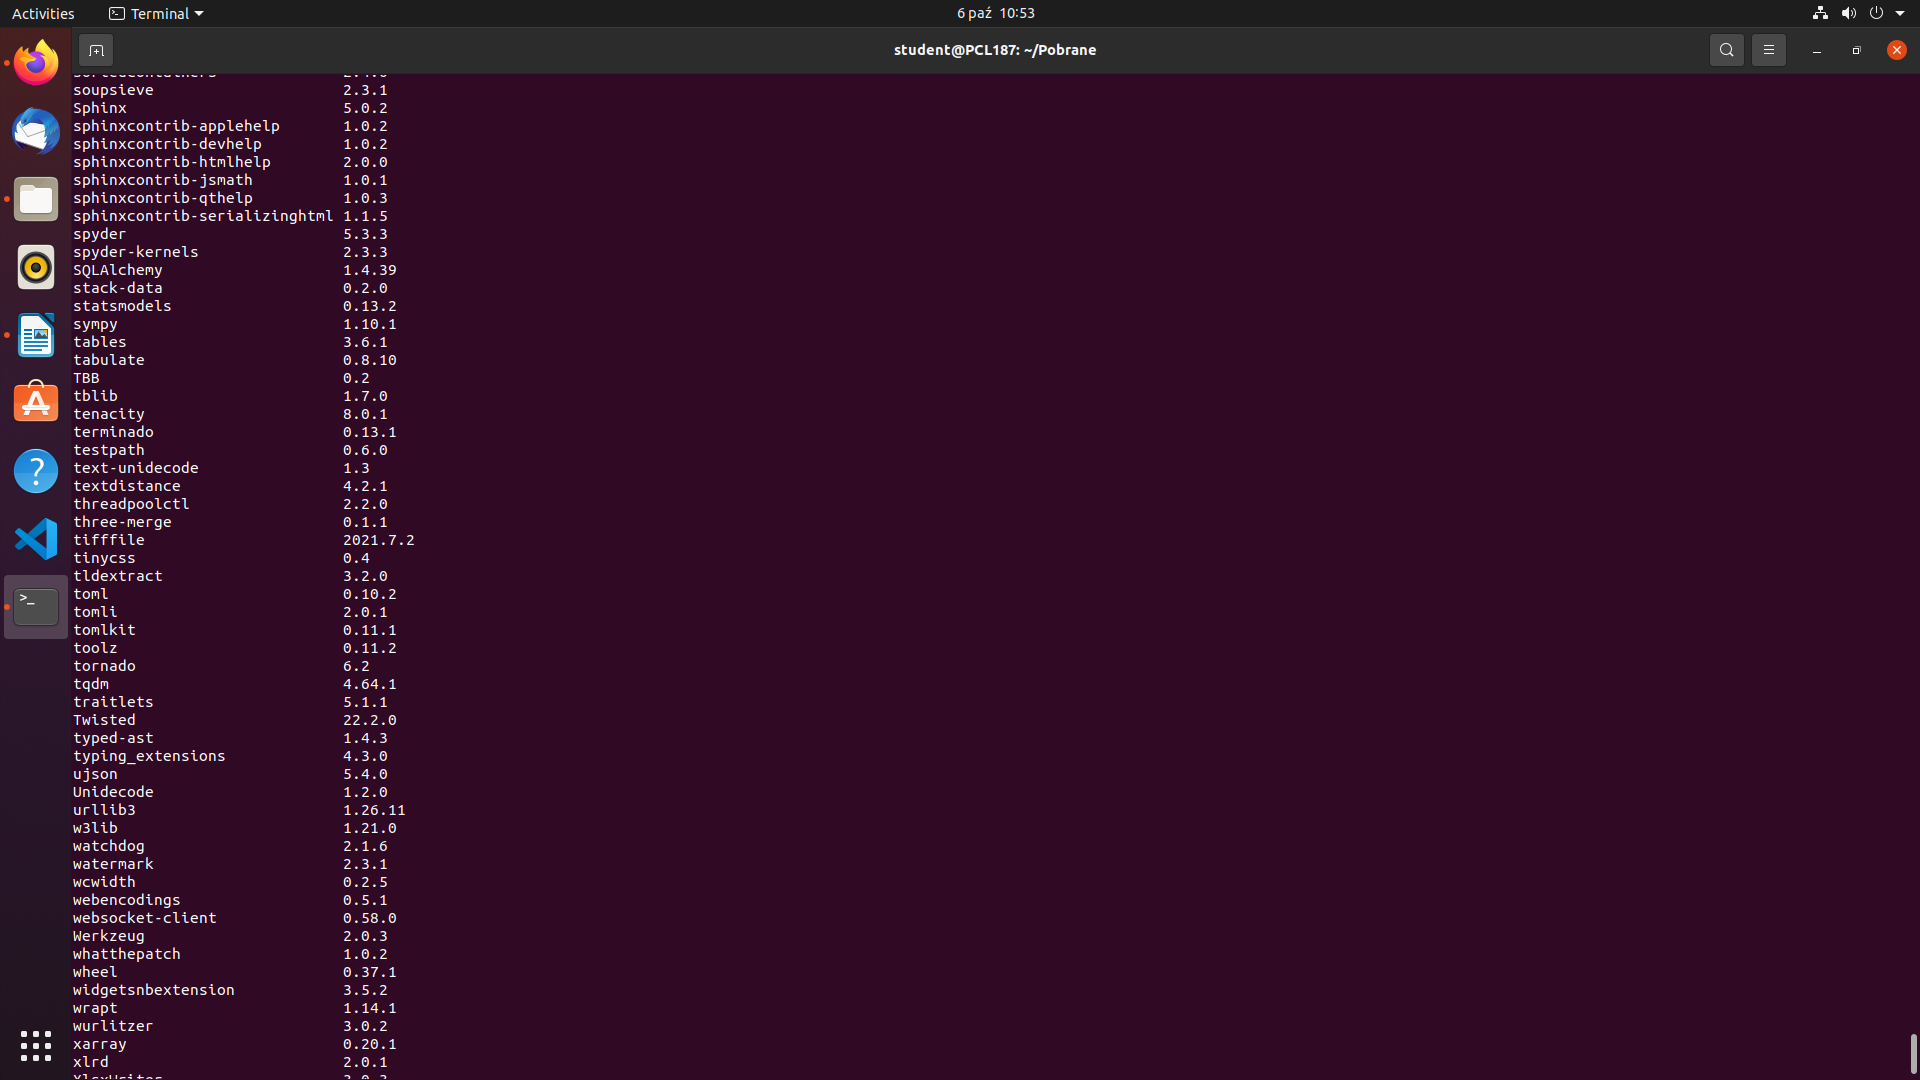 Activities
Terminal
6 paź 10:53
student@PCL187: ~/Pobrane
sortedcontainers 2.4.0
soupsieve 2.3.1
Sphinx 5.0.2
sphinxcontrib-applehelp 1.0.2
sphinxcontrib-devhelp 1.0.2
sphinxcontrib-htmlhelp 2.0.0
sphinxcontrib-jsmath 1.0.1
sphinxcontrib-qthelp 1.0.3
sphinxcontrib-serializinghtml 1.1.5
spyder 5.3.3
spyder-kernels 2.3.3
SQLAlchemy 1.4.39
stack-data 0.2.0
statsmodels 0.13.2
sympy 1.10.1
tables 3.6.1
tabulate 0.8.10
TBB 0.2
tblib 1.7.0
tenacity 8.0.1
terminado 0.13.1
testpath 0.6.0
text-unidecode 1.3
textdistance 4.2.1
threadpoolctl 2.2.0
three-merge 0.1.1
tifffile 2021.7.2
tinycss 0.4
tldextract 3.2.0
toml 0.10.2
tomli 2.0.1
tomlkit 0.11.1
toolz 0.11.2
tornado 6.2
tqdm 4.64.1
traitlets 5.1.1
Twisted 22.2.0
typed-ast 1.4.3
typing_extensions 4.3.0
ujson 5.4.0
Unidecode 1.2.0
urllib3 1.26.11
w3lib 1.21.0
watchdog 2.1.6
watermark 2.3.1
wcwidth 0.2.5
webencodings 0.5.1
websocket-client 0.58.0
Werkzeug 2.0.3
whatthepatch 1.0.2
wheel 0.37.1
widgetsnbextension 3.5.2
wrapt 1.14.1
wurlitzer 3.0.2
xarray 0.20.1
xlrd 2.0.1
XlsxWriter 3.0.3